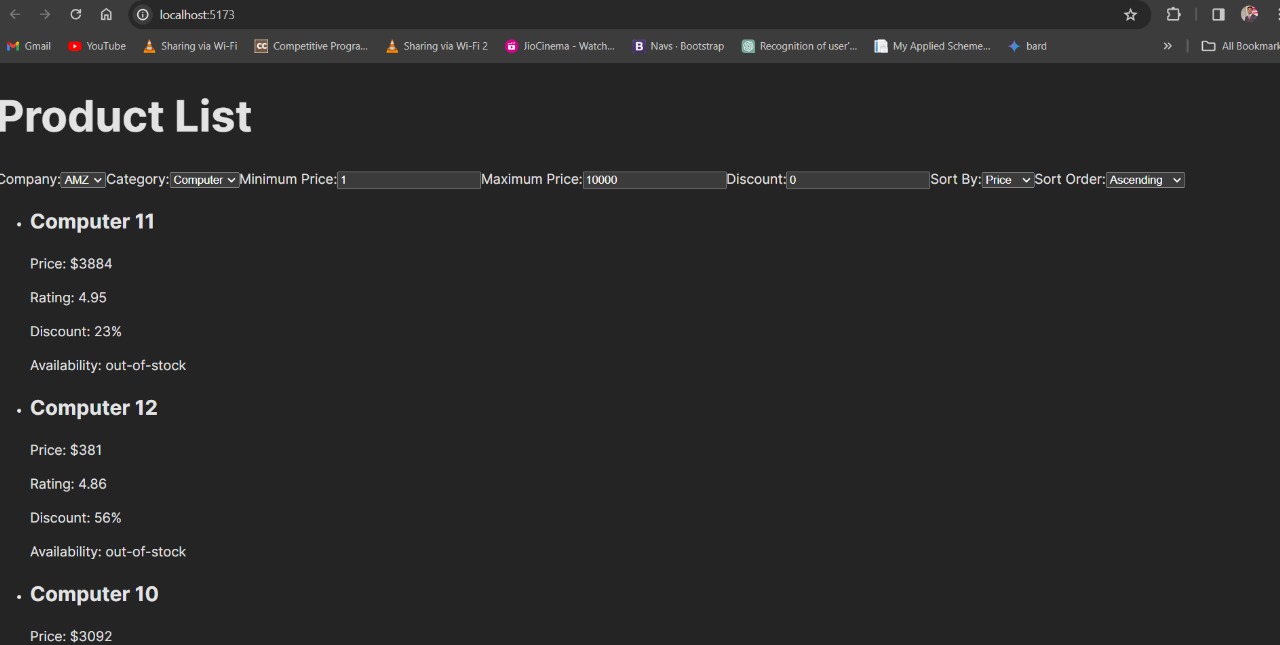 localhost:5173
Gmail YouTube Sharing via Wi-Fi CC Competitive Progra... Sharing via Wi-Fi 2 JioCinema - Watch... B Navs · Bootstrap Recognition of user'... My Applied Scheme... bard » All Bookmark
Product List
Company: AMZ Category: Computer Minimum Price: 1 Maximum Price: 10000 Discount: 0 Sort By: Price Sort Order: Ascending
• Computer 11
Price: $3884
Rating: 4.95
Discount: 23%
Availability: out-of-stock
• Computer 12
Price: $381
Rating: 4.86
Discount: 56%
Availability: out-of-stock
• Computer 10
Price: $3092